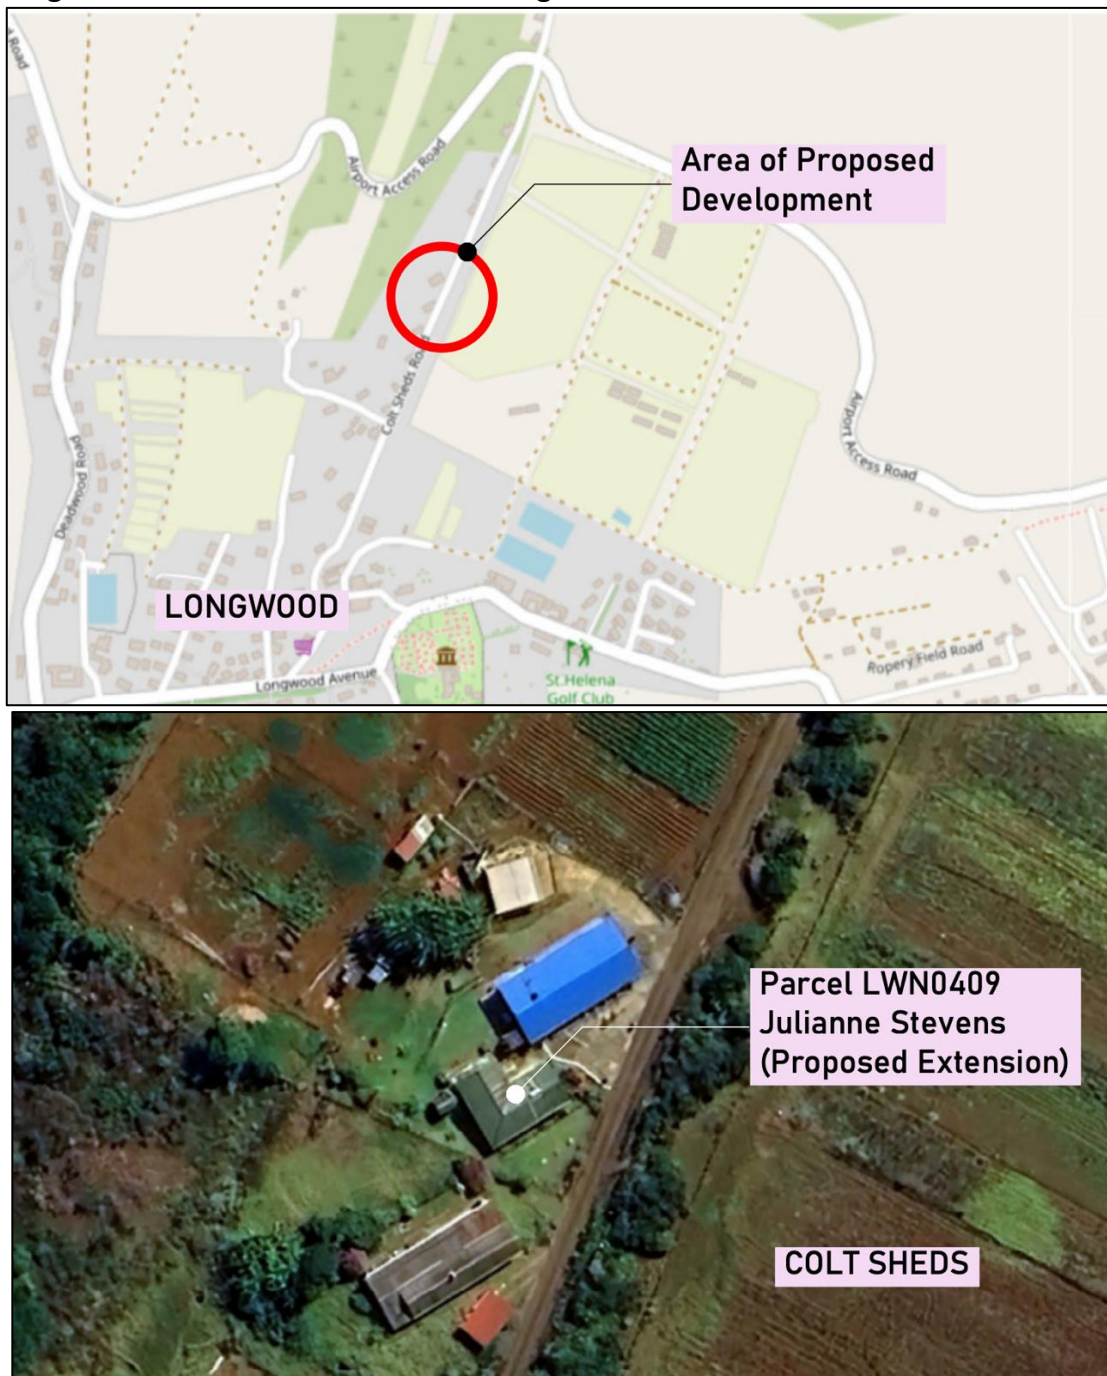 d Road
Airport Access Road
Area of Proposed
Development
Colt Sheds Road
Deadwood Road
Airport Access Road
LONGWOOD
Longwood Avenue
St.Helena
Golf Club
Ropery Field Road
Parcel LWN0409
Julianne Stevens
(Proposed Extension)
COLT SHEDS